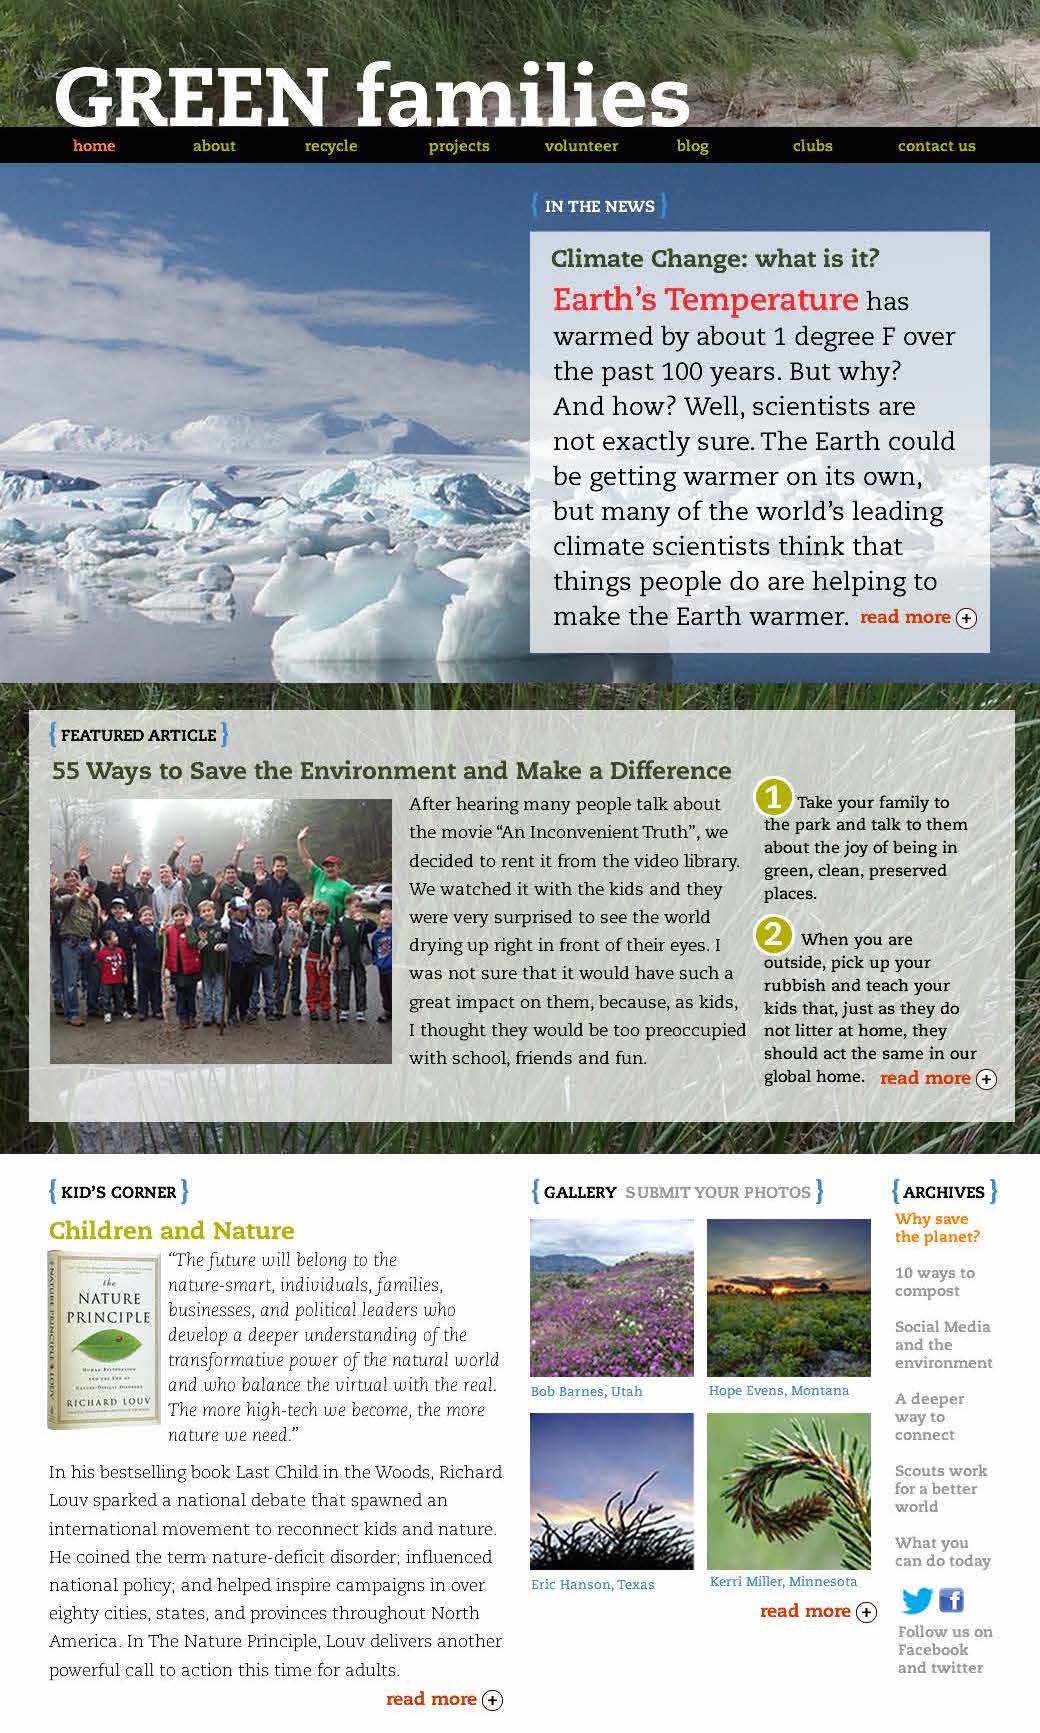 GREEN families
home about recycle projects volunteer blog clubs contact us
{ IN THE NEWS }
Climate Change: what is it?
Earth's Temperature has
warmed by about 1 degree F over
the past 100 years. But why?
And how? Well, scientists are
not exactly sure. The Earth could
be getting warmer on its own,
but many of the world's leading
climate scientists think that
things people do are helping to
make the Earth warmer. read more +
{ FEATURED ARTICLE }
55 Ways to Save the Environment and Make a Difference
After hearing many people talk about
the movie “An Inconvenient Truth”, we
decided to rent it from the video library.
We watched it with the kids and they
were very surprised to see the world
drying up right in front of their eyes. I
was not sure that it would have such a
great impact on them, because, as kids,
I thought they would be too preoccupied
with school, friends and fun.
1 Take your family to
the park and talk to them
about the joy of being in
green, clean, preserved
places.
2 When you are
outside, pick up your
rubbish and teach your
kids that, just as they do
not litter at home, they
should act the same in our
global home. read more +
{ KID'S CORNER }
Children and Nature
the
NATURE
PRINCIPLE
RICHARD LOUV
“The future will belong to the
nature-smart, individuals, families,
businesses, and political leaders who
develop a deeper understanding of the
transformative power of the natural world
and who balance the virtual with the real.
The more high-tech we become, the more
nature we need.”
In his bestselling book Last Child in the Woods, Richard
Louv sparked a national debate that spawned an
international movement to reconnect kids and nature.
He coined the term nature-deficit disorder; influenced
national policy; and helped inspire campaigns in over
eighty cities, states, and provinces throughout North
America. In The Nature Principle, Louv delivers another
powerful call to action this time for adults.
read more +
{ GALLERY SUBMIT YOUR PHOTOS }
Bob Barnes, Utah
Hope Evens, Montana
Eric Hanson, Texas
Kerri Miller, Minnesota
read more +
{ ARCHIVES }
Why save
the planet?
10 ways to
compost
Social Media
and the
environment
A deeper
way to
connect
Scouts work
for a better
world
What you
can do today
f
Follow us on
Facebook
and twitter